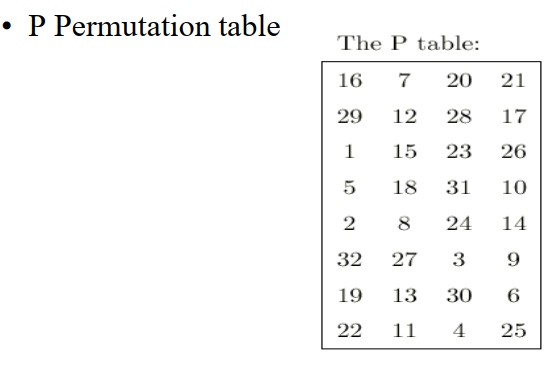 • P Permutation table
The P table:
16 7 20 21
29 12 28 17
1 15 23 26
5 18 31 10
2 8 24 14
32 27 3 9
19 13 30 6
22 11 4 25